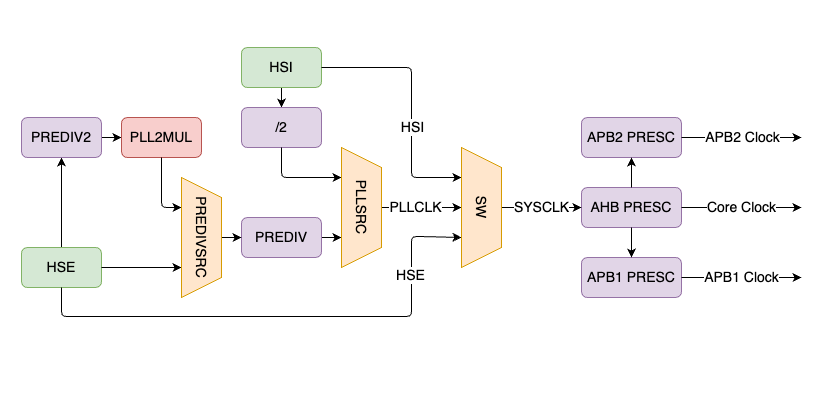 HSI
/2
HSI
PREDIV2
PLL2MUL
PREDIVSRC
PREDIV
PLLSRC
PLLCLK
HSE
HSE
SW
SYSCLK
APB2 PRESC
APB2 Clock
AHB PRESC
Core Clock
APB1 PRESC
APB1 Clock